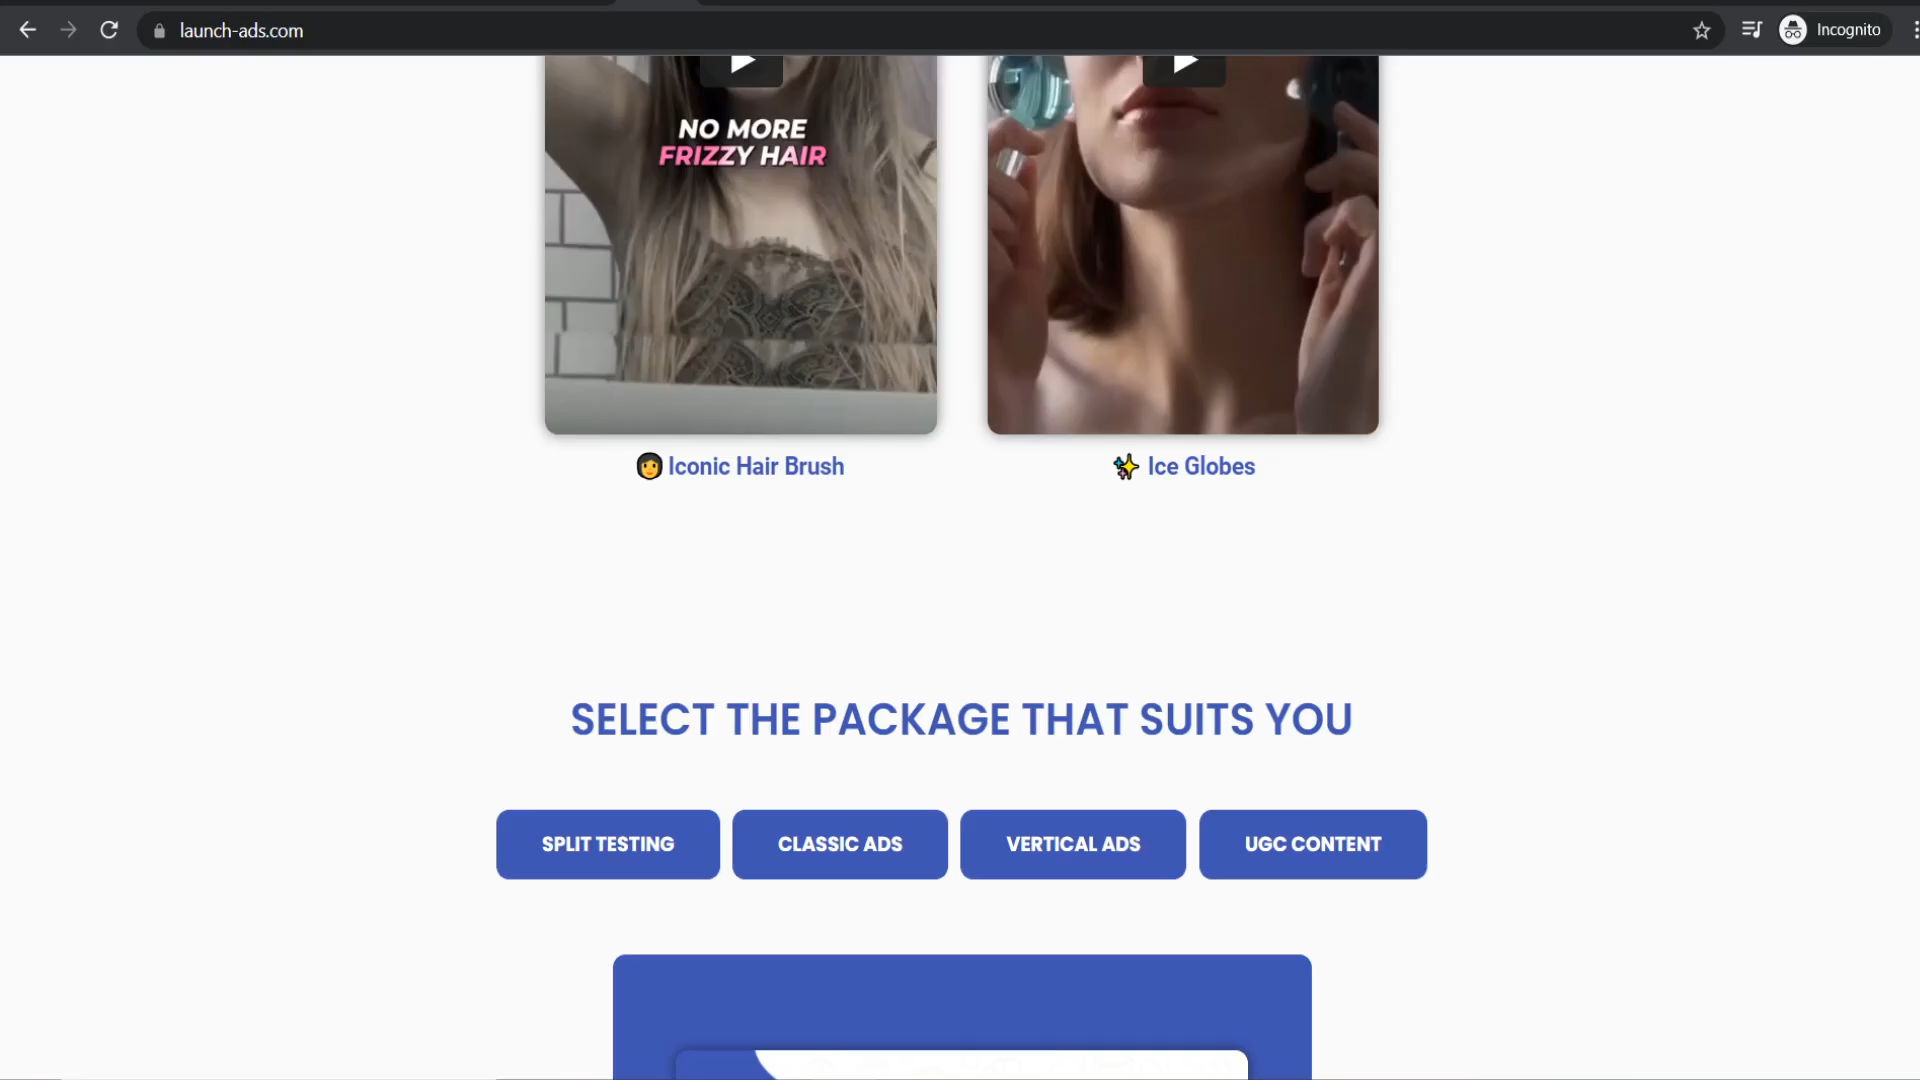 launch-ads.com
Incognito
NO MORE
FRIZZY HAIR
Iconic Hair Brush
Ice Globes
SELECT THE PACKAGE THAT SUITS YOU
SPLIT TESTING
CLASSIC ADS
VERTICAL ADS
UGC CONTENT